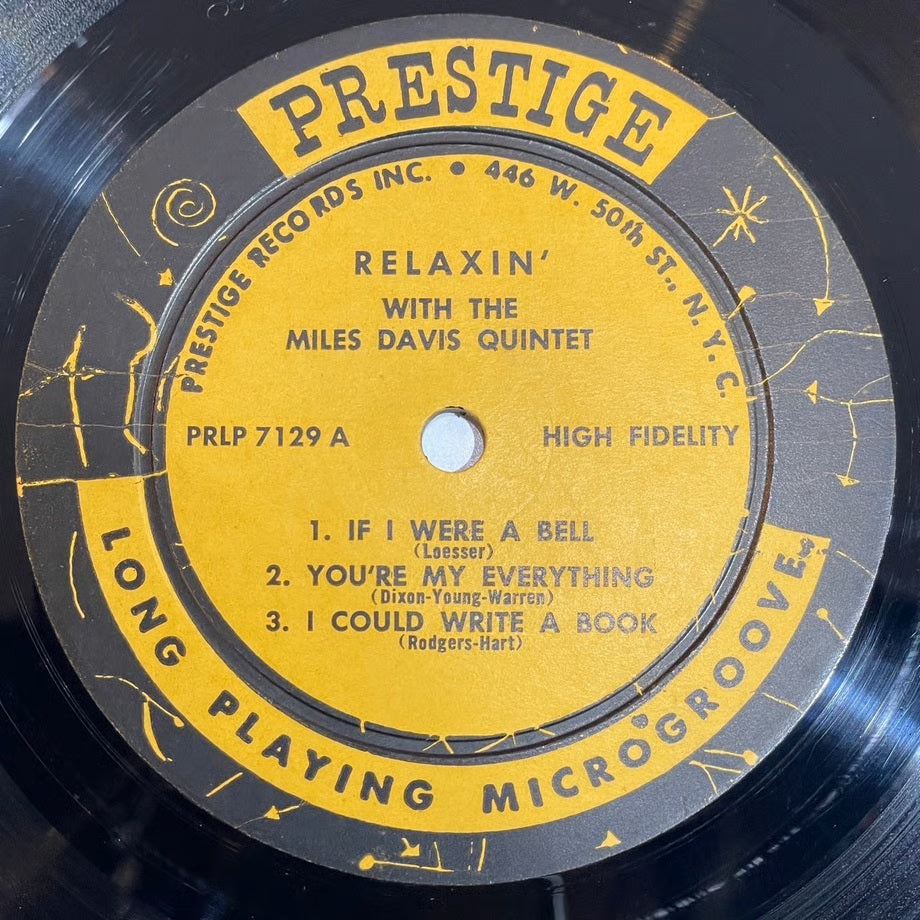 PRESTIGE
PRESTIGE RECORDS INC. • 446 W. 50th ST., N.Y.C.
RELAXIN'
WITH THE
MILES DAVIS QUINTET
PRLP 7129 A
HIGH FIDELITY
1. IF I WERE A BELL
(Loesser)
2. YOU'RE MY EVERYTHING
(Dixon-Young-Warren)
3. I COULD WRITE A BOOK
(Rodgers-Hart)
LONG PLAYING MICROGROOVE